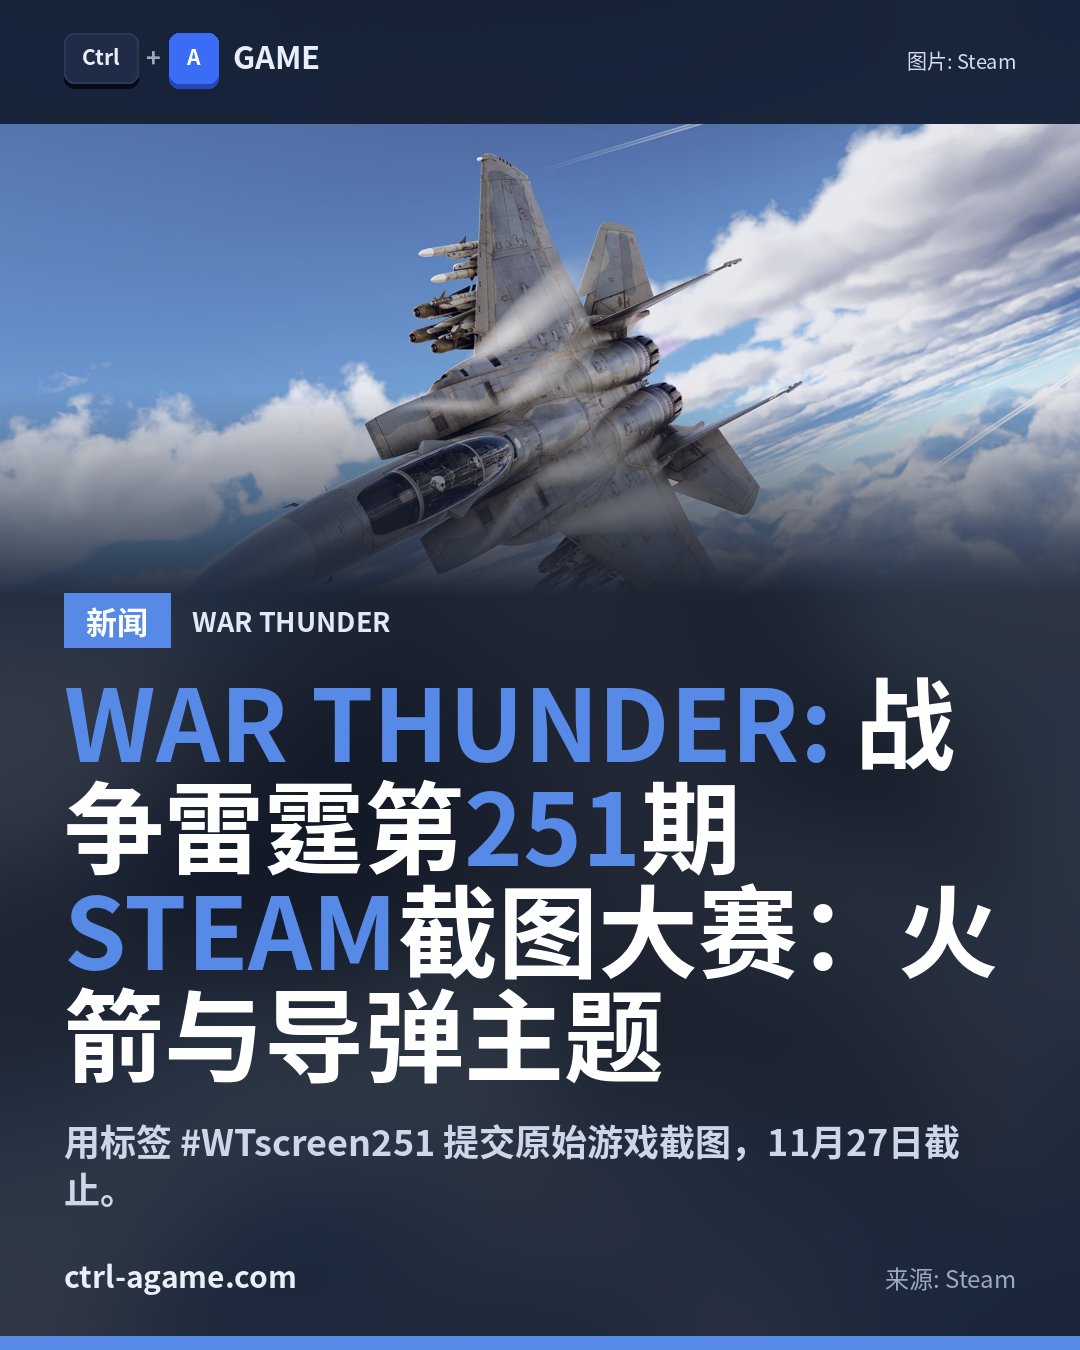 Ctrl + A GAME
图片: Steam
新闻 WAR THUNDER
WAR THUNDER: 战
争雷霆第251期
STEAM截图大赛：火
箭与导弹主题
用标签 #WTscreen251 提交原始游戏截图，11月27日截
止。
ctrl-agame.com
来源: Steam